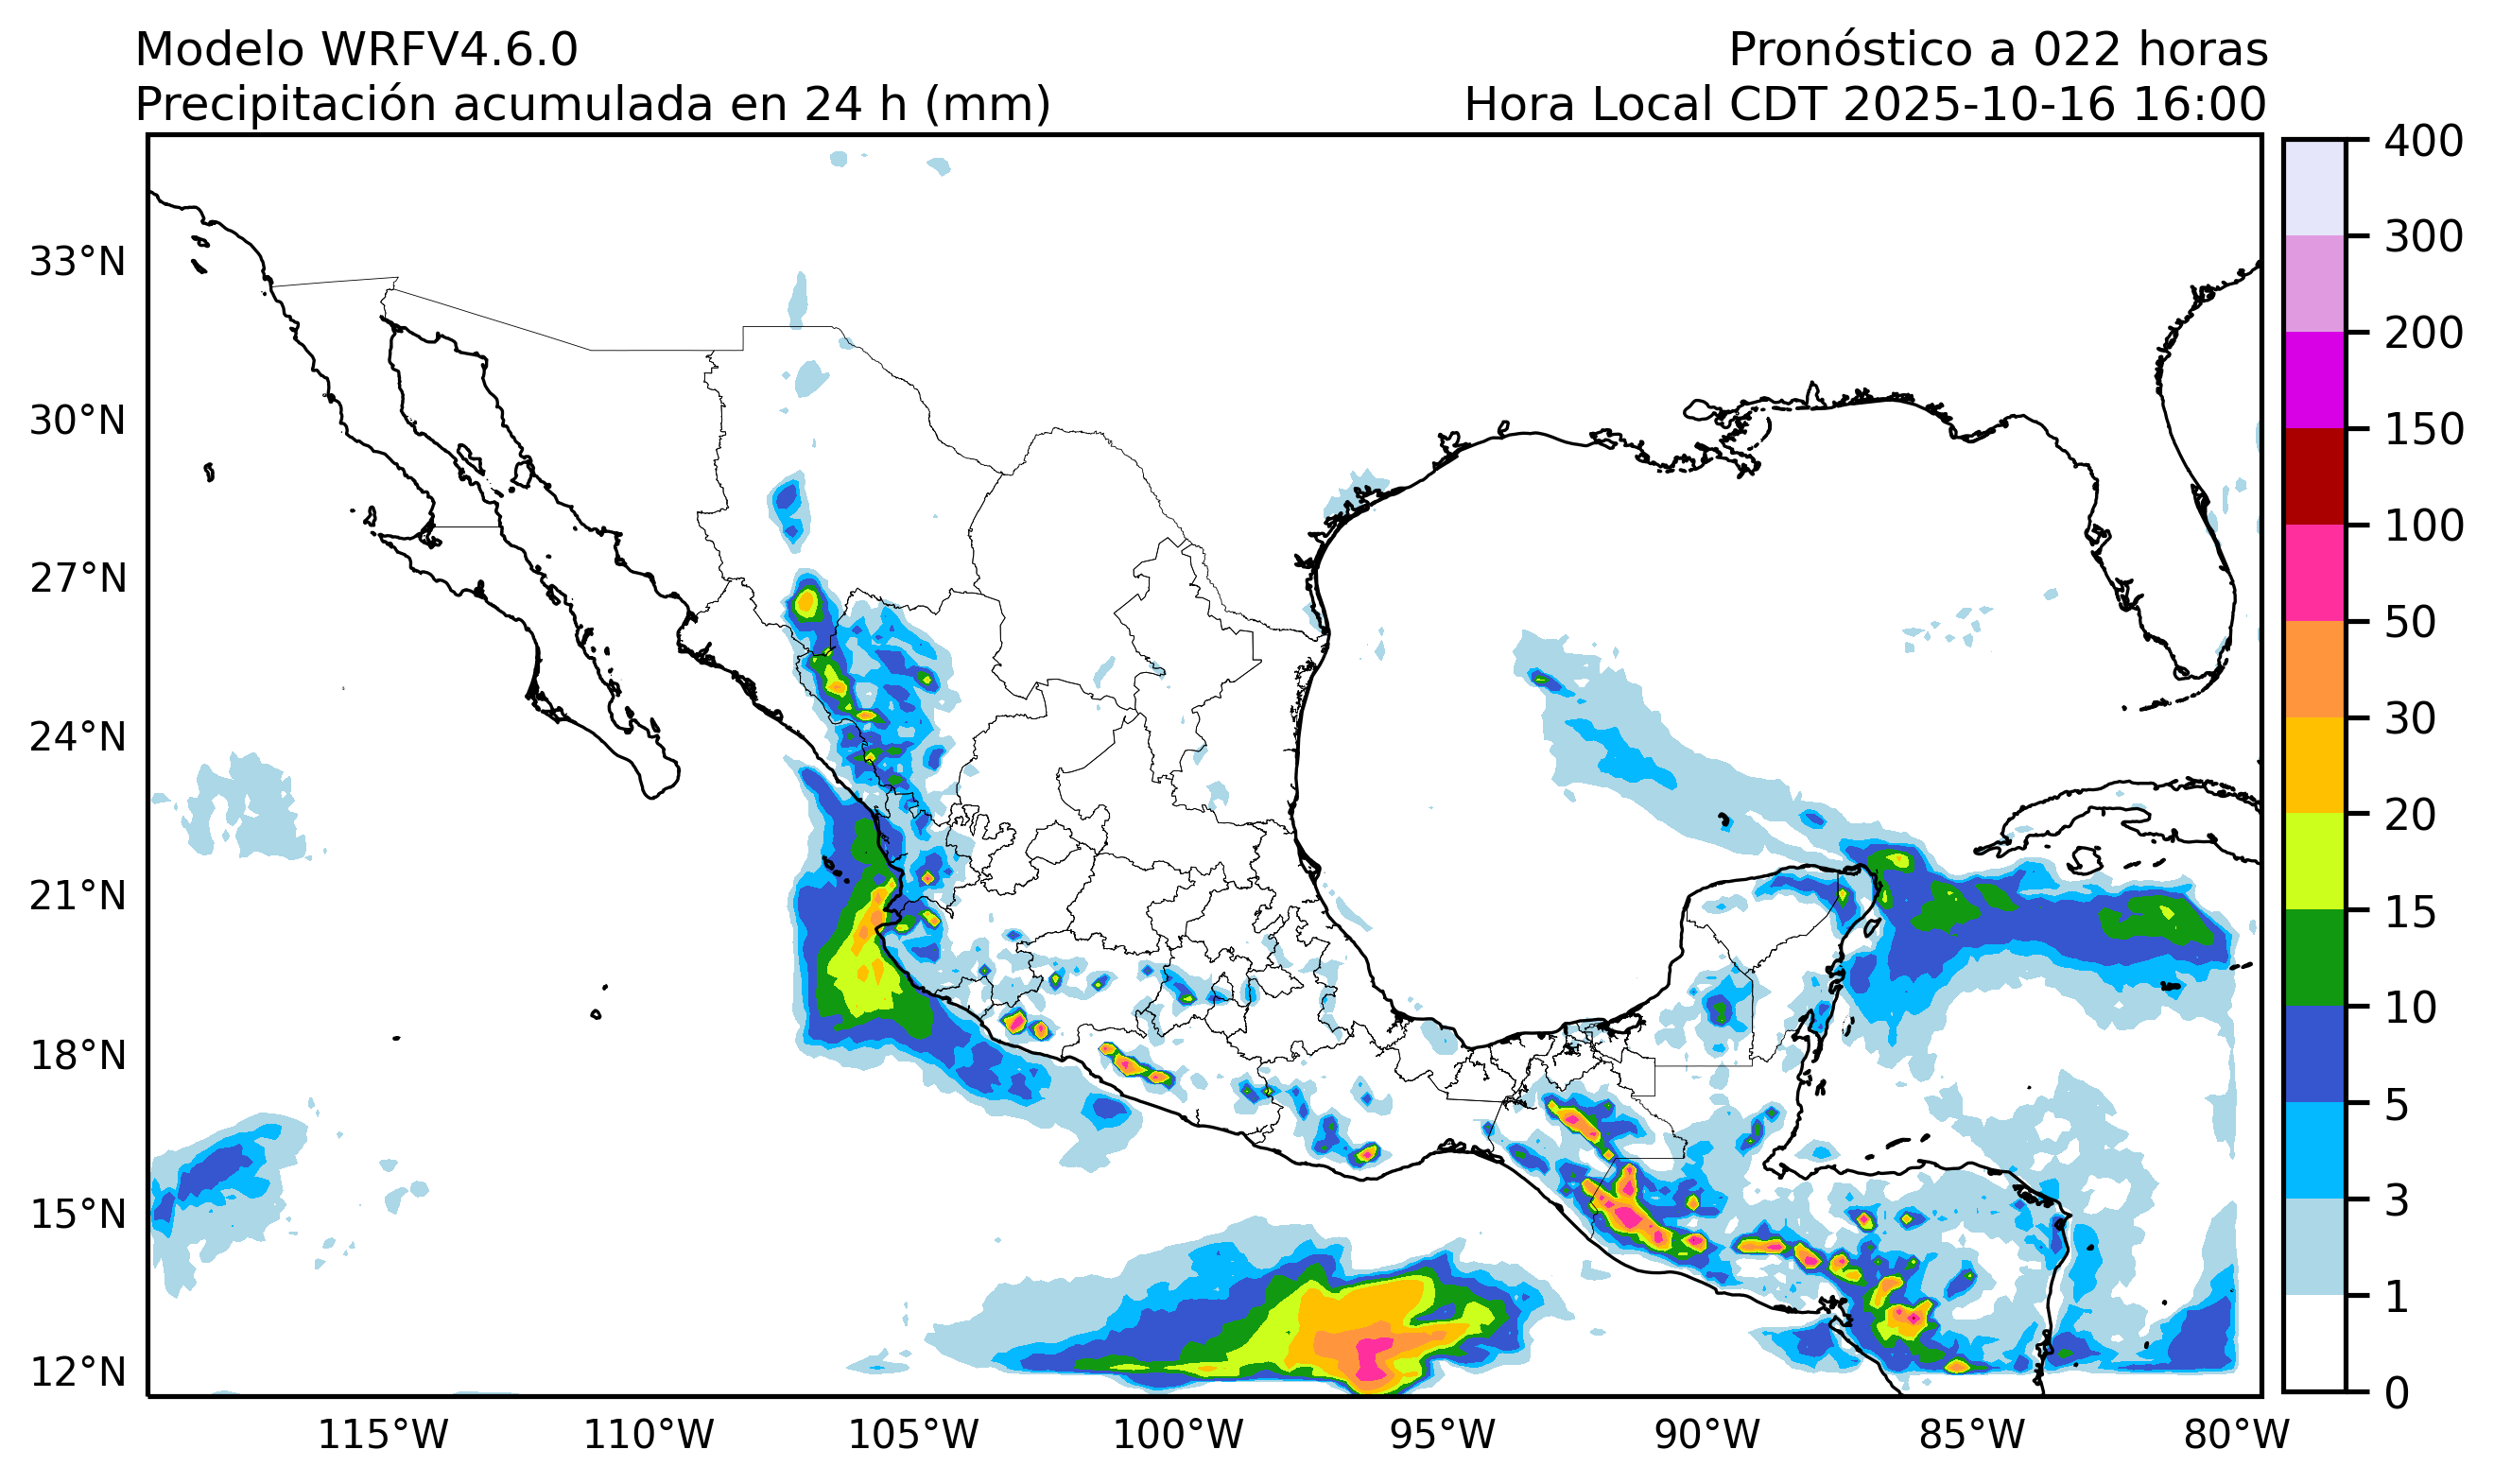 Modelo WRFV4.6.0
Pronóstico a 022 horas
Precipitación acumulada en 24 h (mm)
Hora Local CDT 2025-10-16 16:00
33°N
30°N
27°N
24°N
21°N
18°N
15°N
12°N
115°W
110°W
105°W
100°W
95°W
90°W
85°W
80°W
400
300
200
150
100
50
30
20
15
10
5
3
1
0